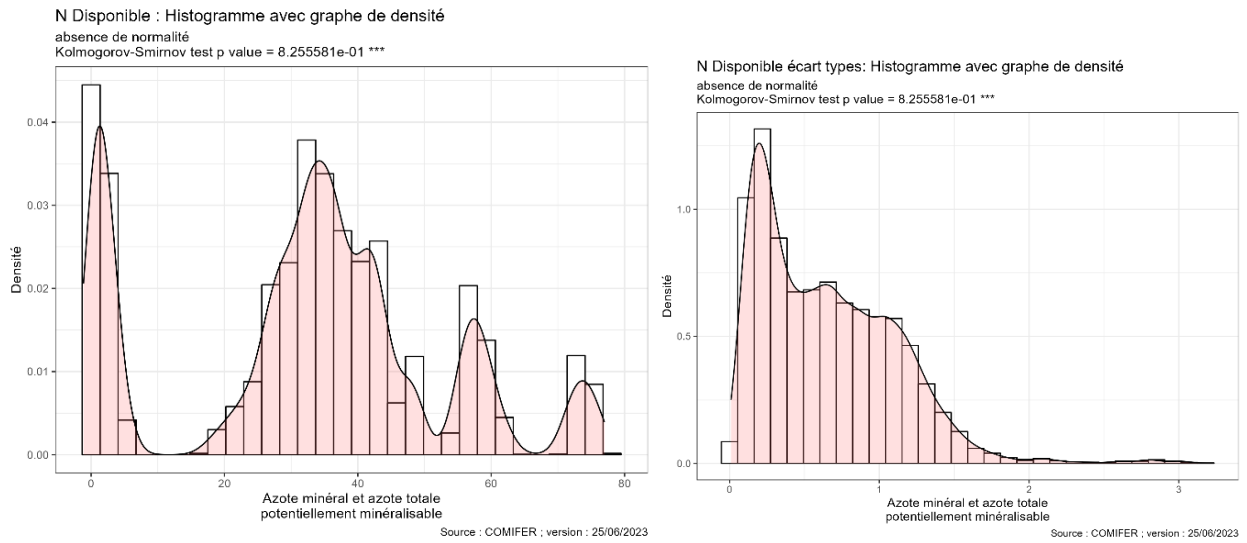 N Disponible : Histogramme avec graphe de densité
absence de normalité
Kolmogorov-Smirnov test p value = 8.255581e-01 ***
0.04
0.03
0.02
0.01
0.00
Densité
0
20
40
60
80
Azote minéral et azote totale
potentiellement minéralisable
Source : COMIFER ; version : 25/06/2023
N Disponible écart types: Histogramme avec graphe de densité
absence de normalité
Kolmogorov-Smirnov test p value = 8.255581e-01 ***
1.0
0.5
0.0
Densité
0
1
2
3
Azote minéral et azote totale
potentiellement minéralisable
Source : COMIFER ; version : 25/06/2023